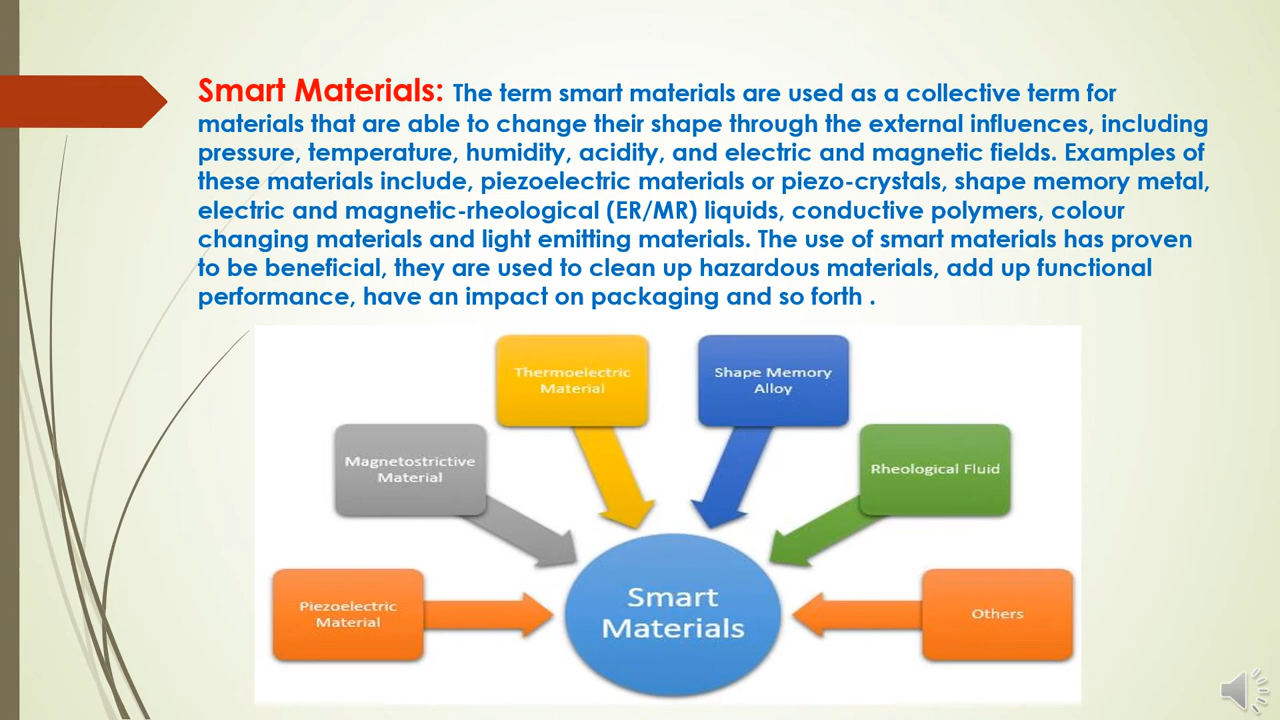 Smart Materials: The term smart materials are used as a collective term for
materials that are able to change their shape through the external influences, including
pressure, temperature, humidity, acidity, and electric and magnetic fields. Examples of
these materials include, piezoelectric materials or piezo-crystals, shape memory metal,
electric and magnetic-rheological (ER/MR) liquids, conductive polymers, colour
changing materials and light emitting materials. The use of smart materials has proven
to be beneficial, they are used to clean up hazardous materials, add up functional
performance, have an impact on packaging and so forth .
Thermoelectric
Material
Shape Memory
Alloy
Magnetostrictive
Material
Rheological Fluid
Piezoelectric
Material
Smart
Materials
Others